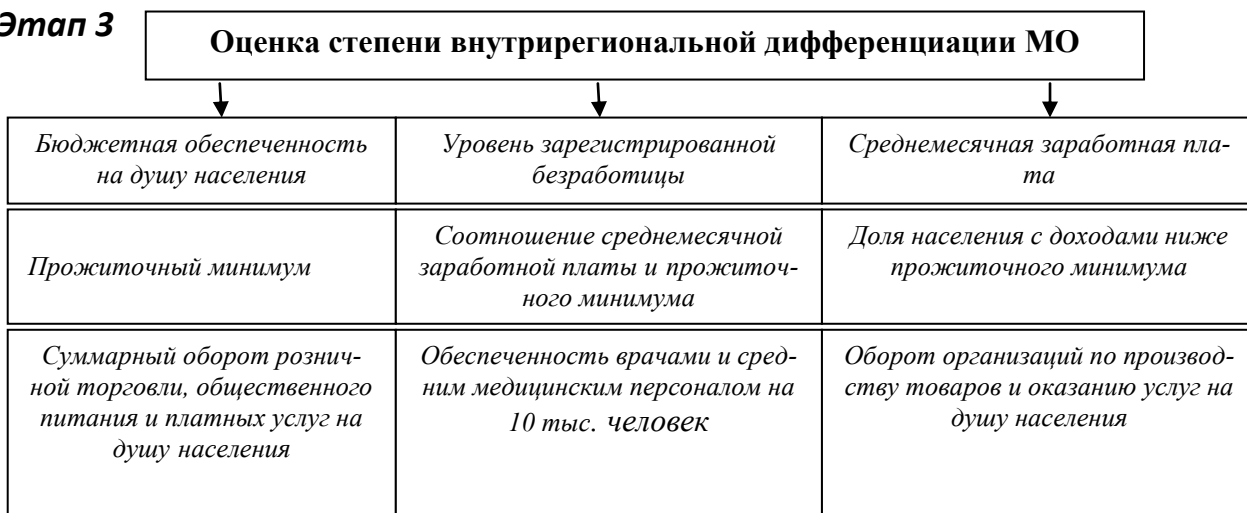 Этап 3
Оценка степени внутрирегиональной дифференциации МО
Бюджетная обеспеченность
на душу населения
Уровень зарегистрированной
безработицы
Среднемесячная заработная пла-
та
Прожиточный минимум
Соотношение среднемесячной
заработной платы и прожиточ-
ного минимума
Доля населения с доходами ниже
прожиточного минимума
Суммарный оборот рознич-
ной торговли, общественного
питания и платных услуг на
душу населения
Обеспеченность врачами и сред-
ним медицинским персоналом на
10 тыс. человек
Оборот организаций по производ-
ству товаров и оказанию услуг на
душу населения